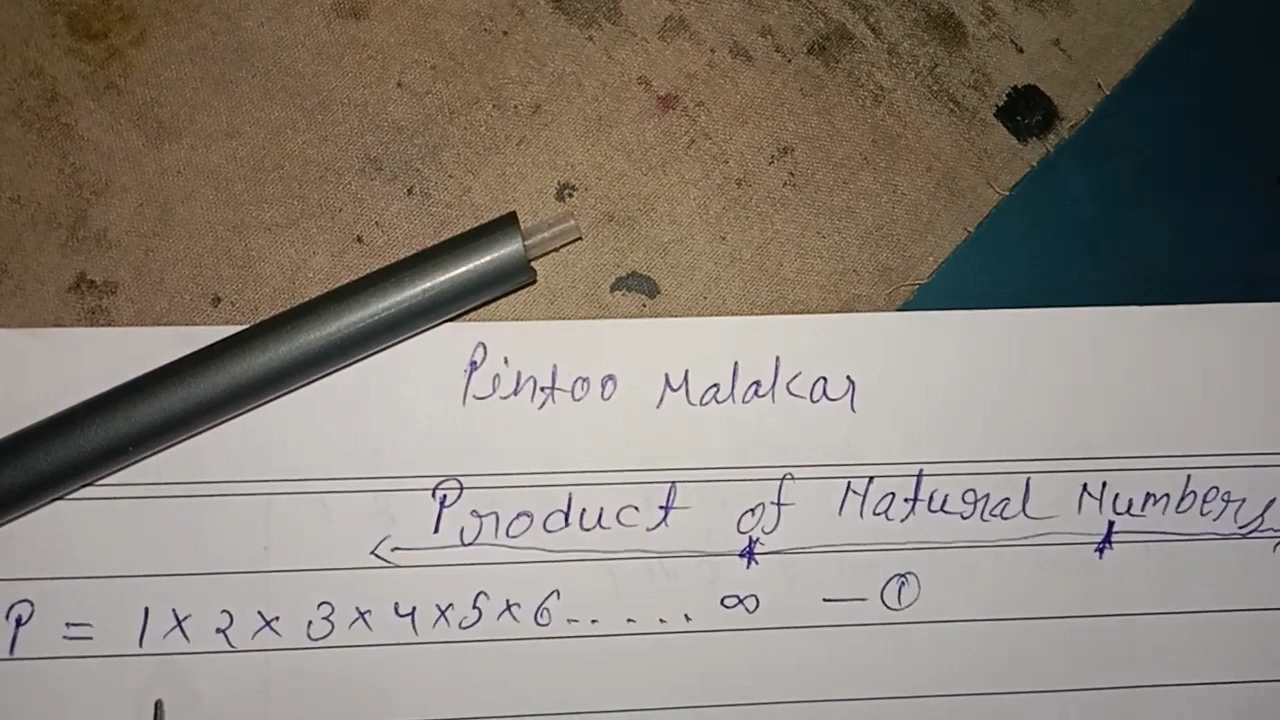 Pintoo Malakar
Product of Natural Numbers
P = 1 × 2 × 3 × 4 × 5 × 6 ...... ∞ — ①